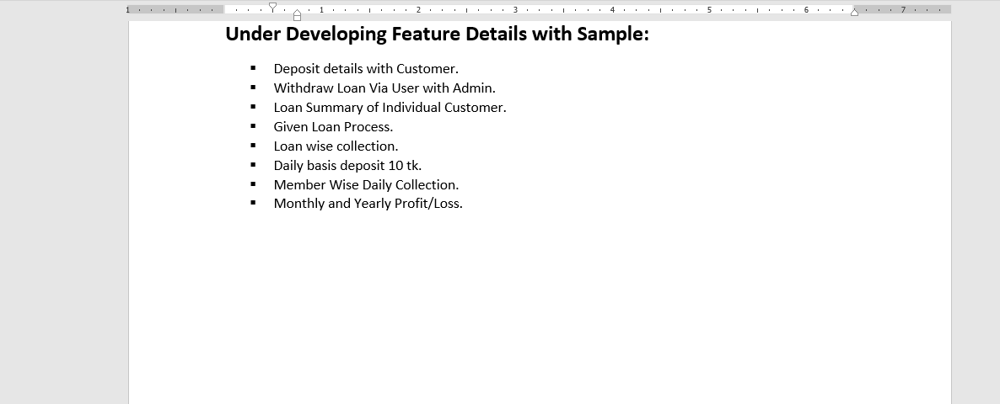 1 1 2 3 4 5 6 7
Under Developing Feature Details with Sample:
▪ Deposit details with Customer.
▪ Withdraw Loan Via User with Admin.
▪ Loan Summary of Individual Customer.
▪ Given Loan Process.
▪ Loan wise collection.
▪ Daily basis deposit 10 tk.
▪ Member Wise Daily Collection.
▪ Monthly and Yearly Profit/Loss.